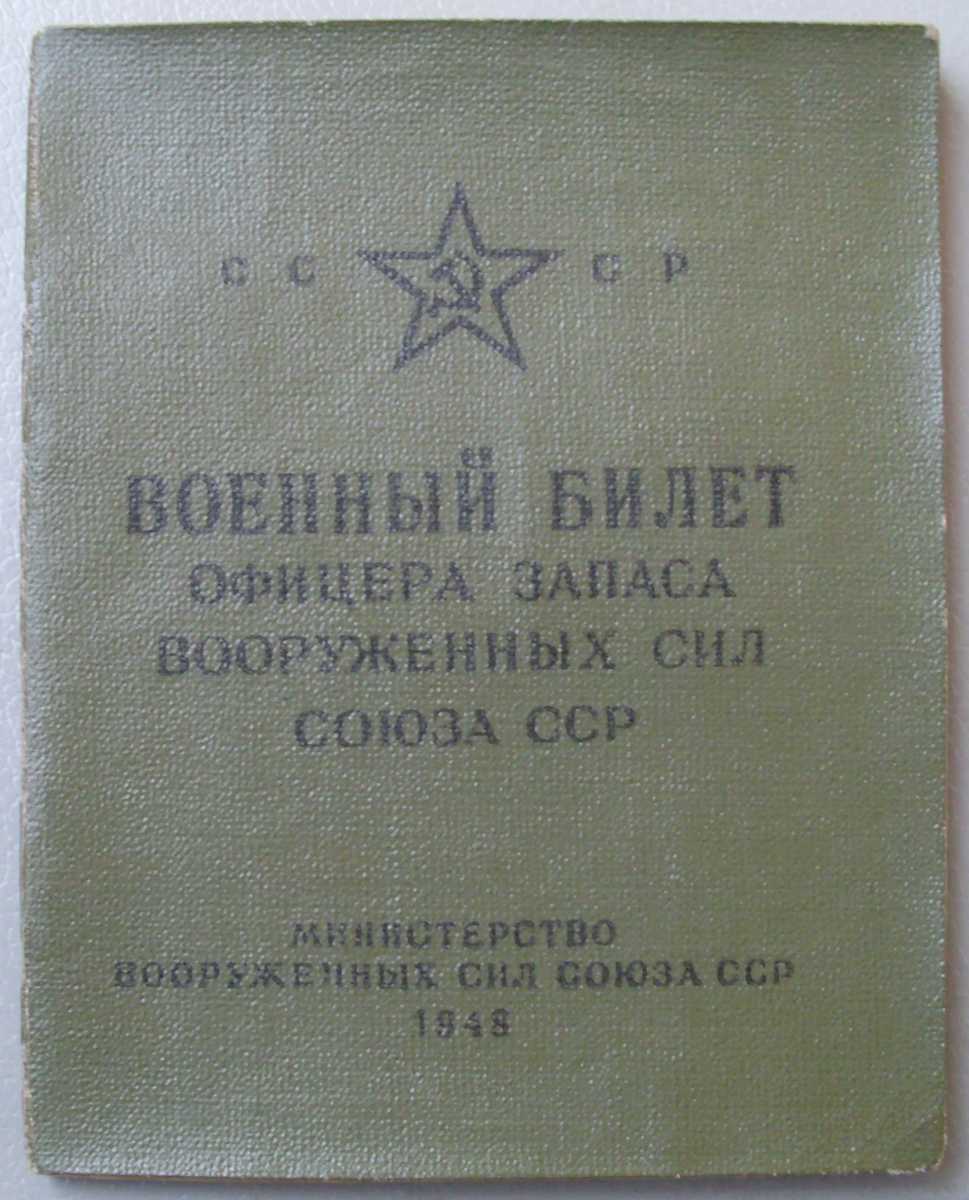 СС СР
ВОЕННЫЙ БИЛЕТ
ОФИЦЕРА ЗАПАСА
ВООРУЖЕННЫХ СИЛ
СОЮЗА ССР
МИНИСТЕРСТВО
ВООРУЖЕННЫХ СИЛ СОЮЗА ССР
1948